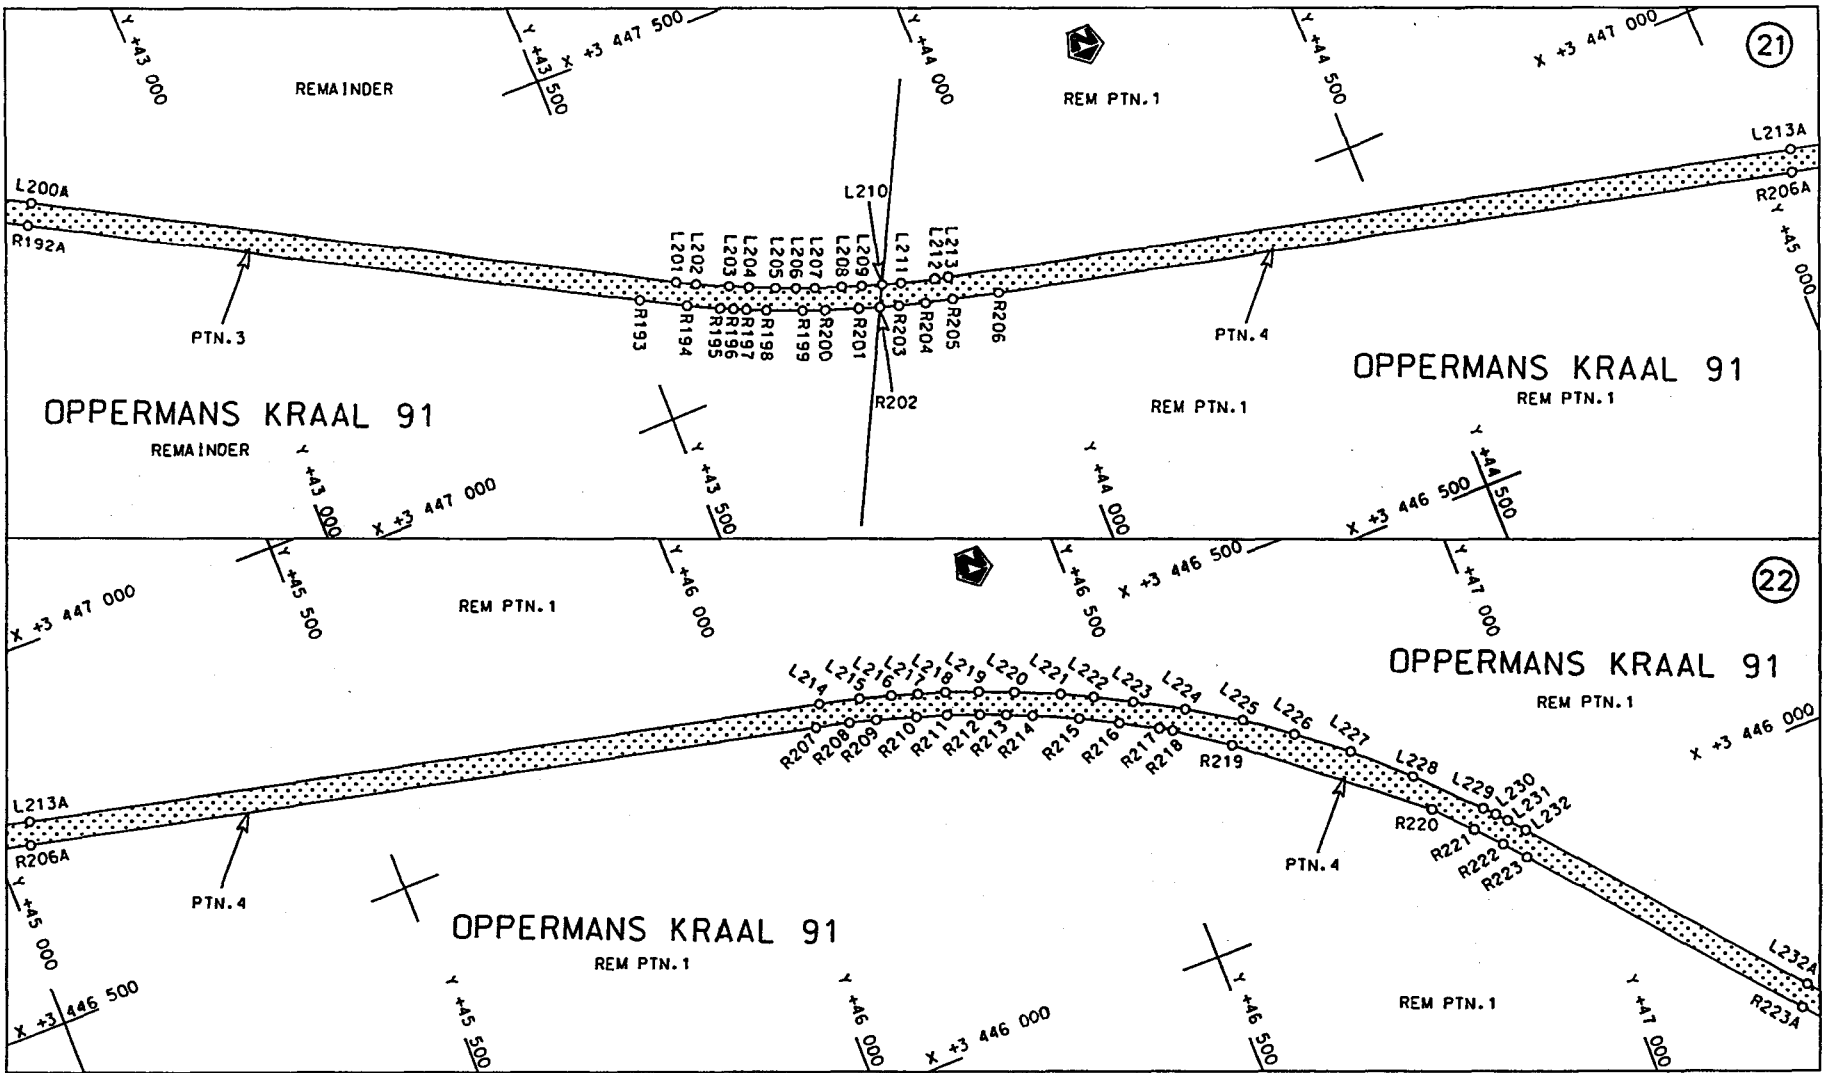 Y +43 000
Y +43 500
X +3 447 500
Y +44 000
N
Y +44 500
X +3 447 000
21
REMAINDER
REM PTN.1
L213A
R206A
Y +45 000
L200A
R192A
L210
L201
L202
L203
L204
L205
L206
L207
L208
L209
L211
L212
L213
R193
R194
R195
R196
R197
R198
R199
R200
R201
R203
R204
R205
R206
R202
PTN.3
PTN.4
OPPERMANS KRAAL 91
REM PTN.1
REM PTN.1
OPPERMANS KRAAL 91
REMAINDER
Y +43 000
X +3 447 000
Y +43 500
Y +44 000
X +3 446 500
Y +44 500
X +3 447 000
Y +45 500
Y +46 000
N
Y +46 500
X +3 446 500
Y +47 000
22
REM PTN.1
OPPERMANS KRAAL 91
REM PTN.1
X +3 446 000
L214
L215
L216
L217
L218
L219
L220
L221
L222
L223
L224
L225
L226
L227
L228
L229
L230
L231
L232
R207
R208
R209
R210
R211
R212
R213
R214
R215
R216
R217
R218
R219
R220
R221
R222
R223
L213A
R206A
PTN.4
PTN.4
L232A
R223A
OPPERMANS KRAAL 91
REM PTN.1
REM PTN.1
Y +45 000
X +3 446 500
Y +45 500
Y +46 000
X +3 446 000
Y +46 500
Y +47 000